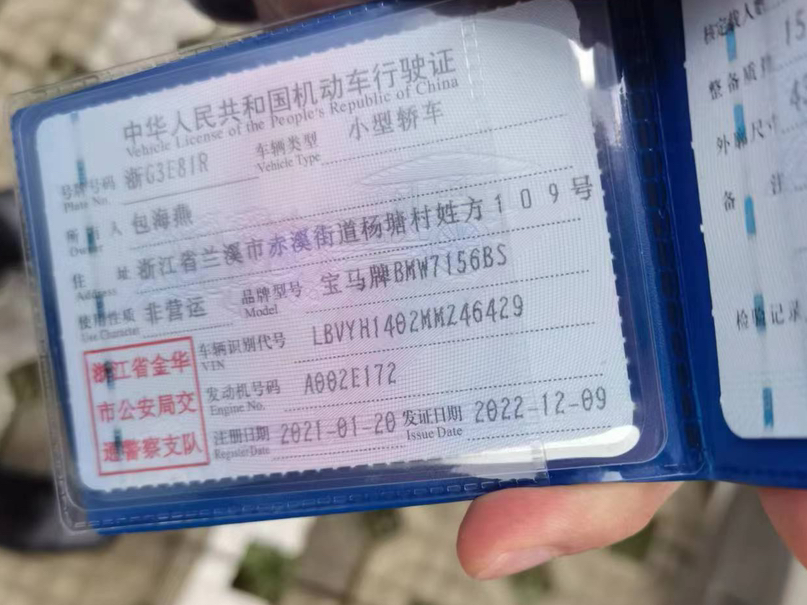 中华人民共和国机动车行驶证
Vehicle License of the People's Republic of China
号牌号码 浙G3E81R 车辆类型 小型轿车
Plate No. Vehicle Type
所有人 包海燕
Owner
住址 浙江省兰溪市赤溪街道杨塘村姓方109号
Address
使用性质 非营运 品牌型号 宝马牌BMW7156BS
Use Character Model
车辆识别代号 LBVYH1402MMZ46429
VIN
发动机号码 A002E172
Engine No.
注册日期 2021-01-20 发证日期 2022-12-09
Register Date Issue Date
浙江省金华
市公安局交
通警察支队
核定载人数
整备质量
外廓尺寸
备注
检验记录